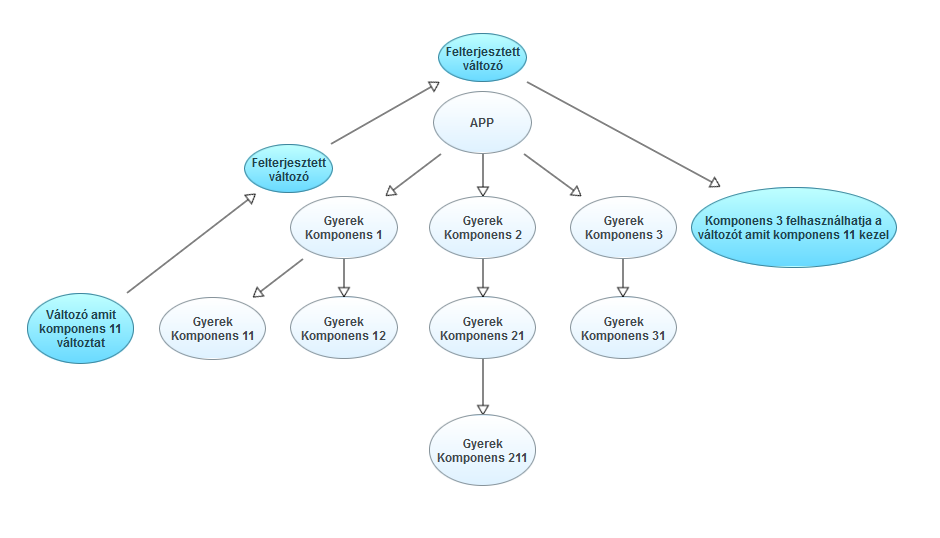 Felterjesztett
változó
APP
Felterjesztett
változó
Gyerek
Komponens 1
Gyerek
Komponens 2
Gyerek
Komponens 3
Komponens 3 felhasználhatja a
változót amit komponens 11 kezel
Változó amit
komponens 11
változtat
Gyerek
Komponens 11
Gyerek
Komponens 12
Gyerek
Komponens 21
Gyerek
Komponens 31
Gyerek
Komponens 211